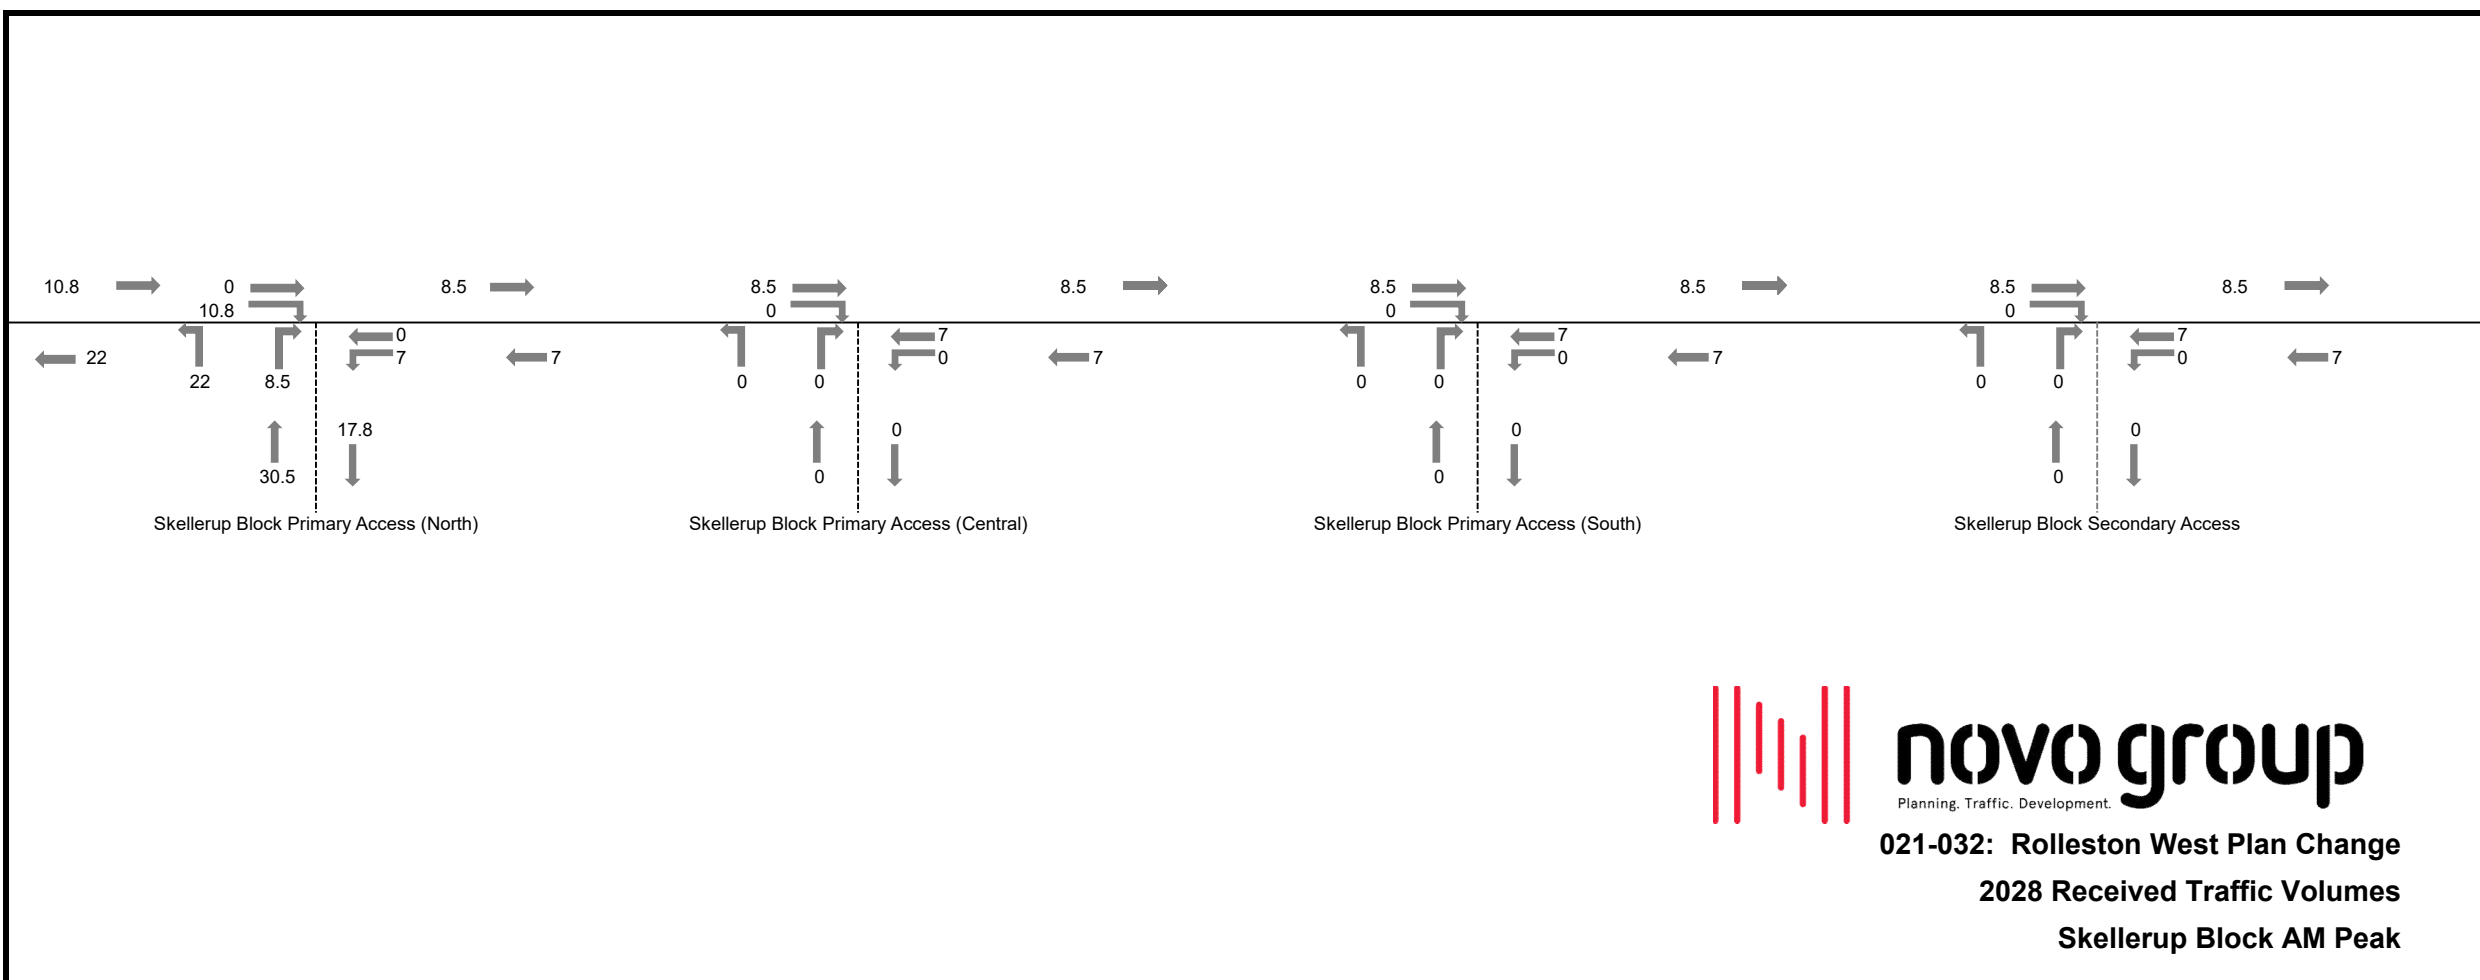 10.8 0 8.5 8.5 8.5 8.5 8.5 8.5 8.5
10.8 0 0 0
0 7 7 7
22 7 7 0 7 0 7 0 7
22 8.5 0 0 0 0 0 0
17.8 0 0 0
30.5 0 0 0
Skellerup Block Primary Access (North) Skellerup Block Primary Access (Central) Skellerup Block Primary Access (South) Skellerup Block Secondary Access
novo group
Planning. Traffic. Development.
021-032: Rolleston West Plan Change
2028 Received Traffic Volumes
Skellerup Block AM Peak